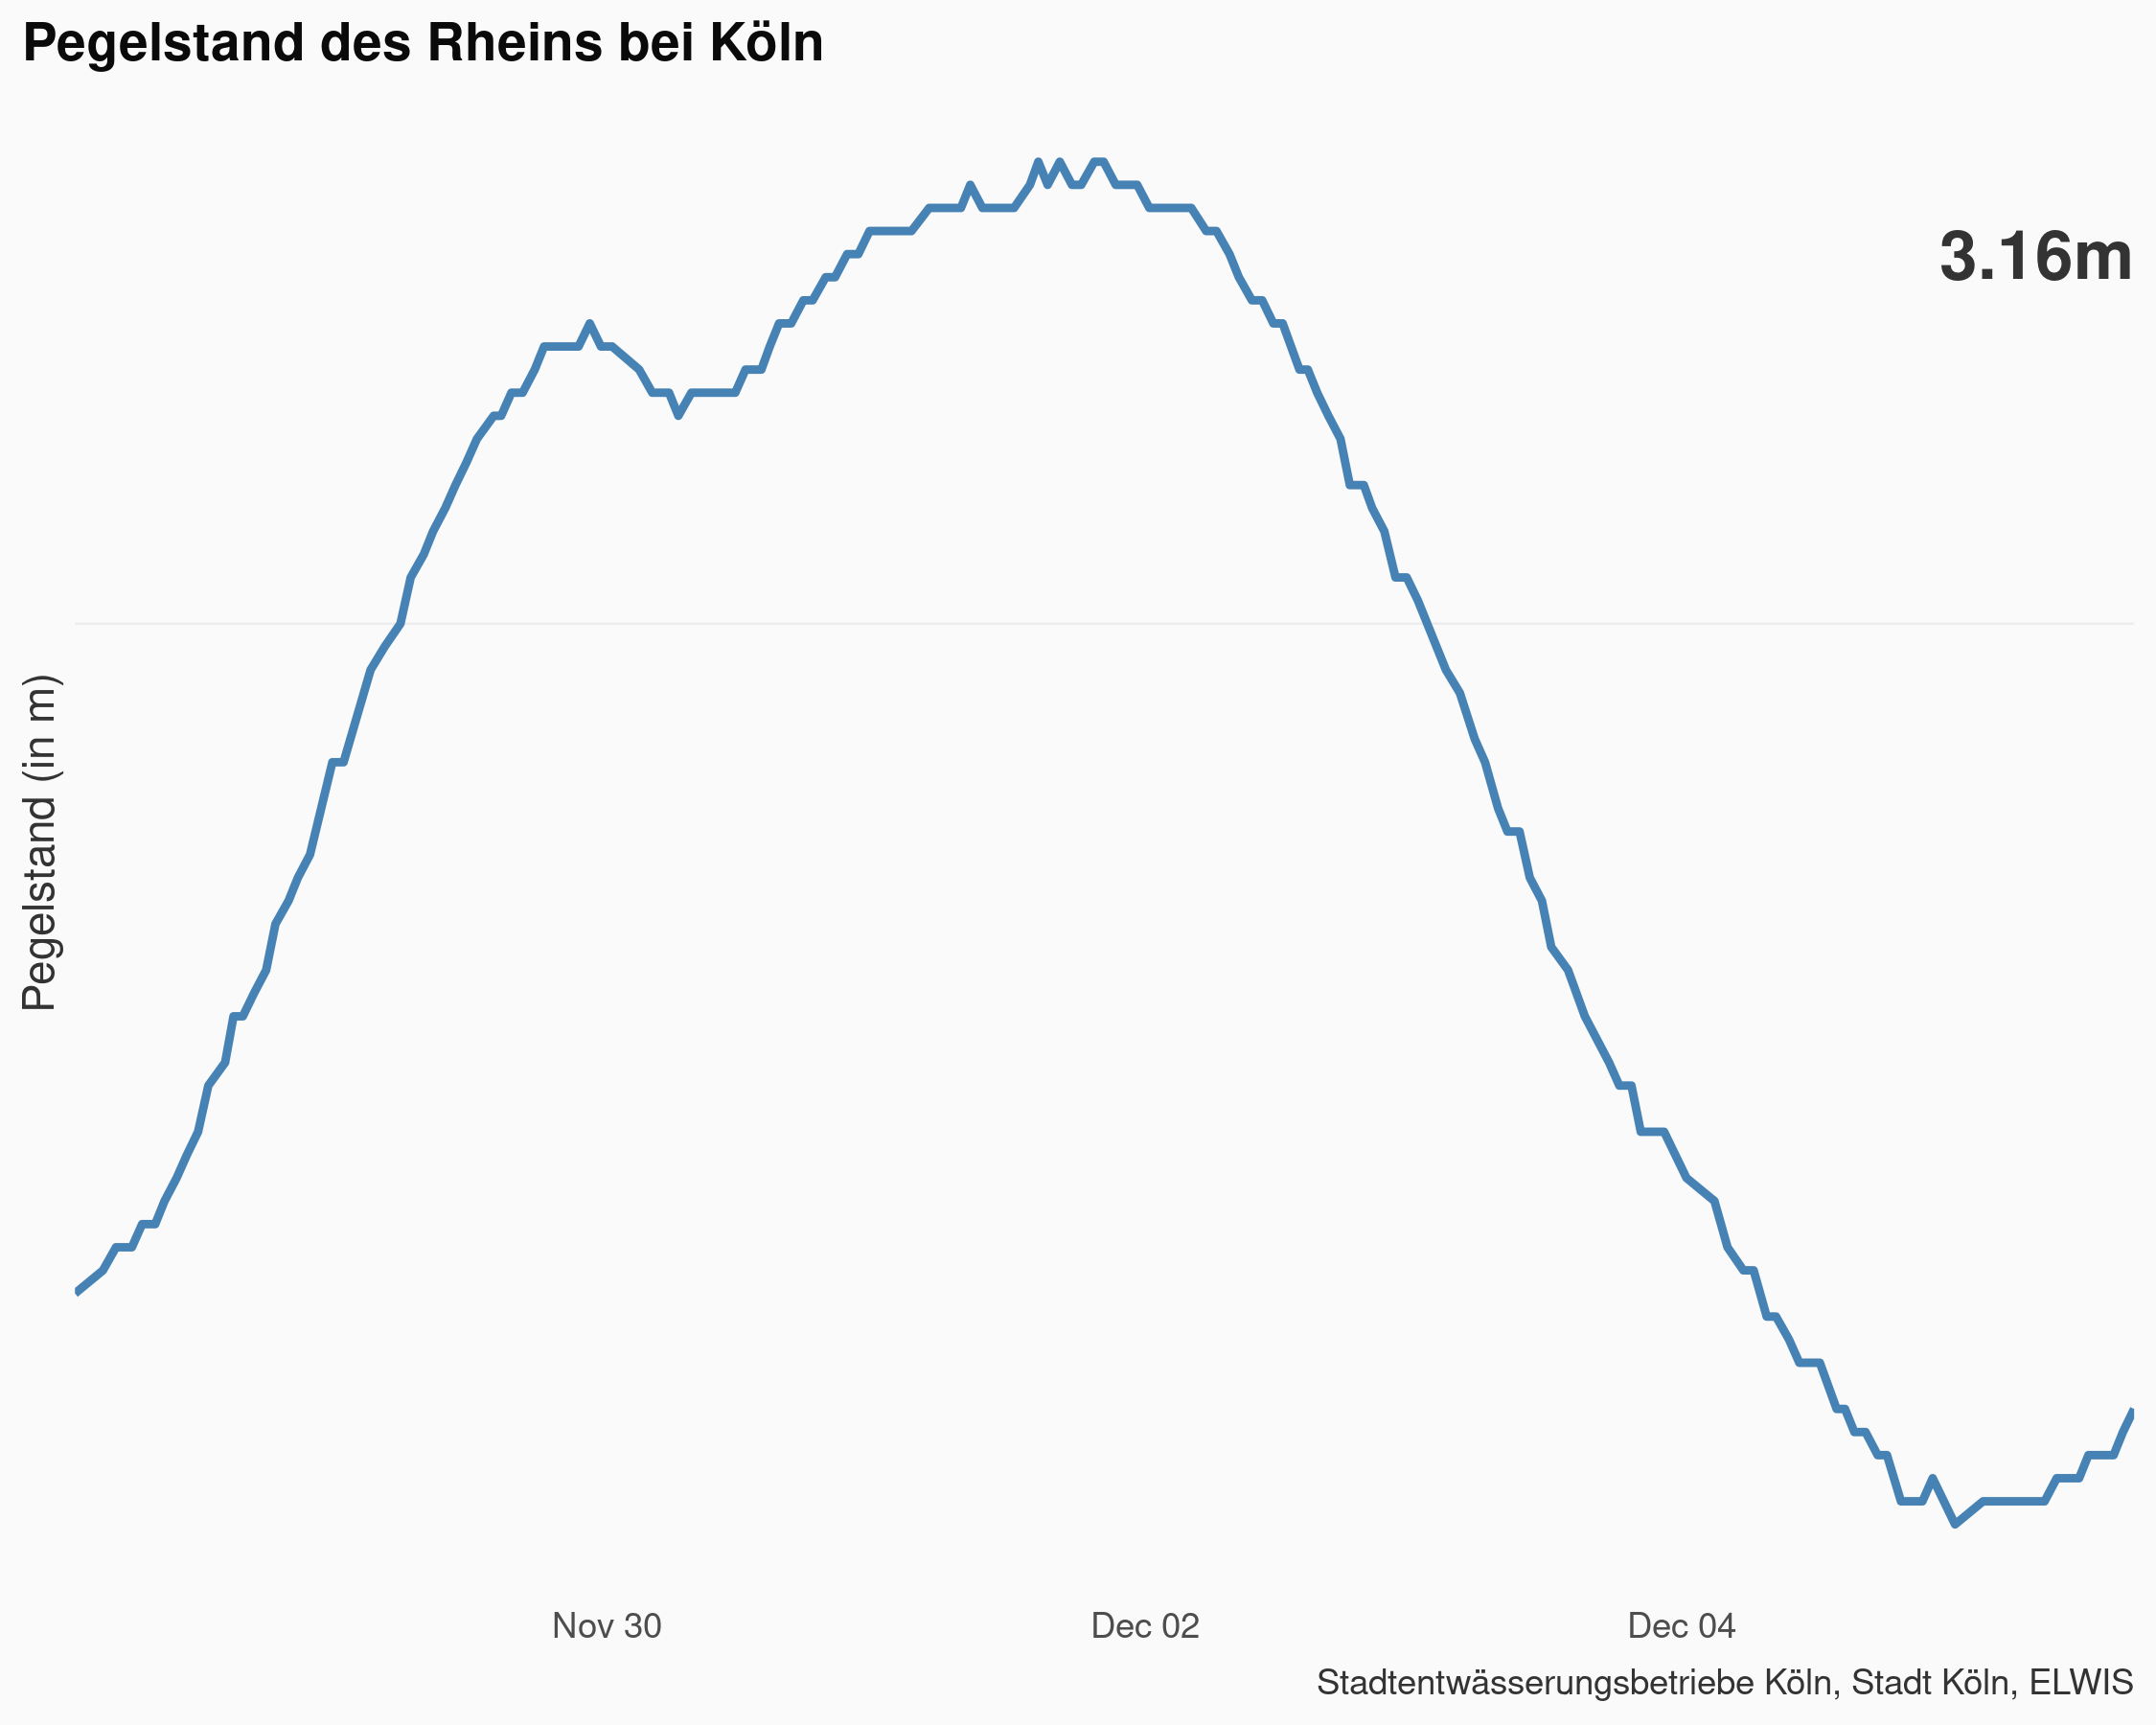 Pegelstand des Rheins bei Köln
3.16m
Pegelstand (in m)
Nov 30
Dec 02
Dec 04
Stadtentwässerungsbetriebe Köln, Stadt Köln, ELWIS